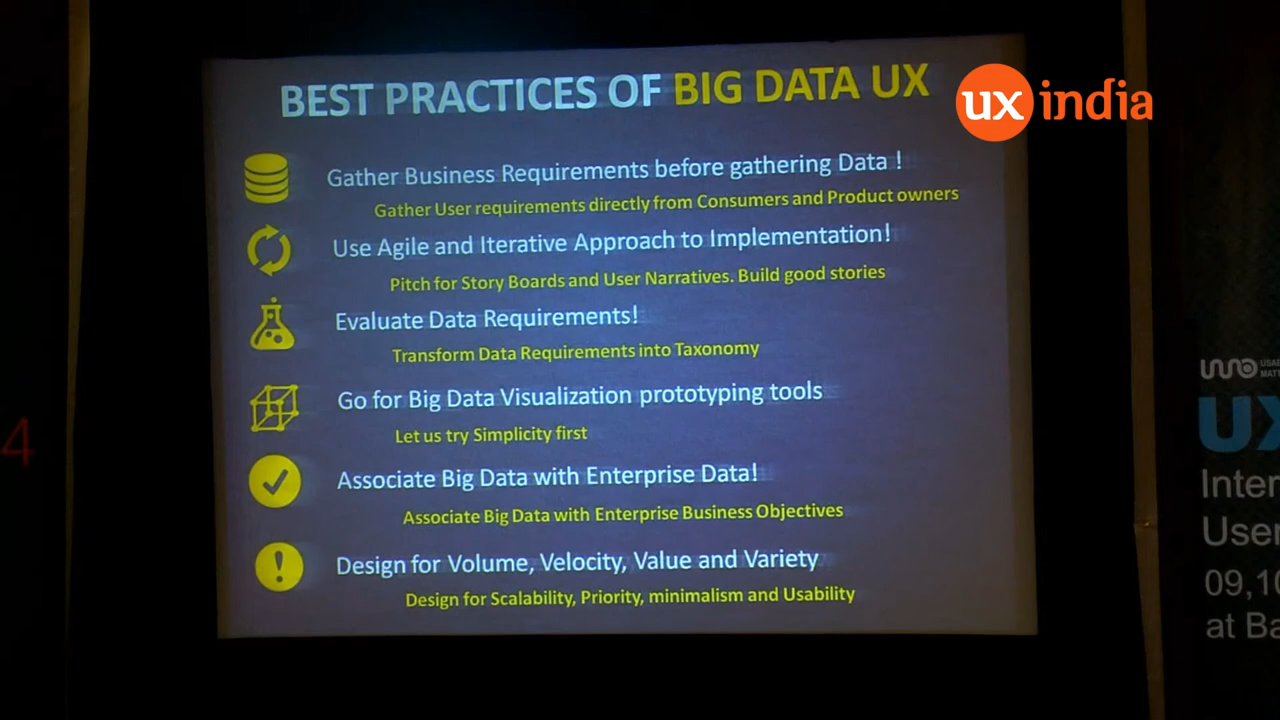 BEST PRACTICES OF BIG DATA UX
ux india
Gather Business Requirements before gathering Data !
Gather User requirements directly from Consumers and Product owners
Use Agile and Iterative Approach to Implementation!
Pitch for Story Boards and User Narratives. Build good stories
Evaluate Data Requirements!
Transform Data Requirements into Taxonomy
Go for Big Data Visualization prototyping tools
Let us try Simplicity first
Associate Big Data with Enterprise Data!
Associate Big Data with Enterprise Business Objectives
Design for Volume, Velocity, Value and Variety
Design for Scalability, Priority, minimalism and Usability
4
UX
Inter
User
09,10
at Ba